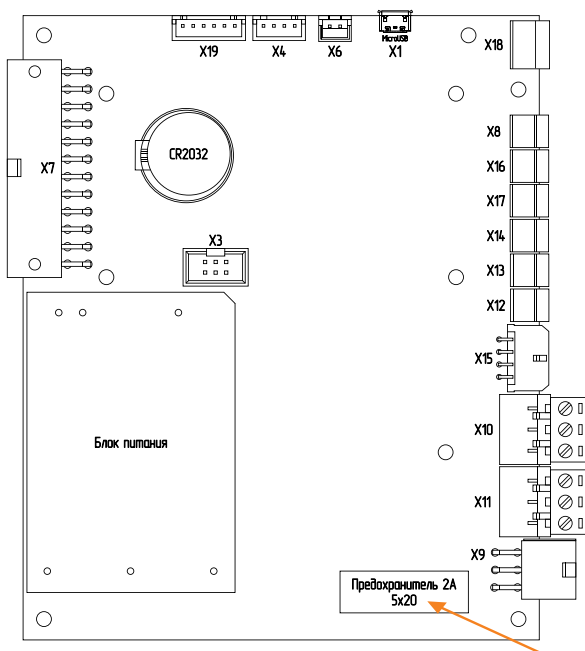 X19
X4
X6
X1
MicroUSB
X18
X7
CR2032
X8
X16
X17
X3
X14
X13
X12
X15
Блок питания
X10
X11
X9
Предохранитель 2А
5x20